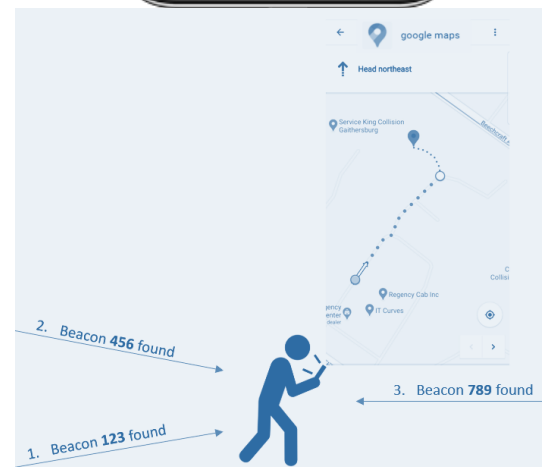 google maps
Head northeast
Service King Collision
Gaithersburg
Beechcraft
Regency Cab Inc
IT Curves
2. Beacon 456 found
3. Beacon 789 found
1. Beacon 123 found